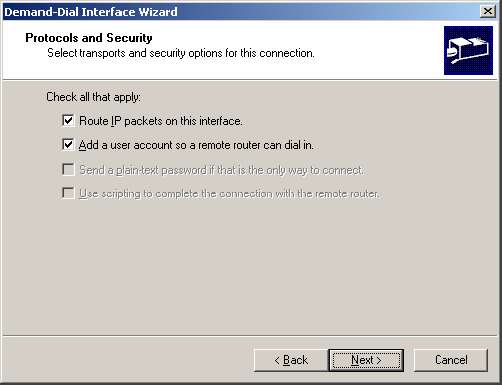 Demand-Dial Interface Wizard
Protocols and Security
Select transports and security options for this connection.
Check all that apply:
Route IP packets on this interface.
Add a user account so a remote router can dial in.
Send a plain-text password if that is the only way to connect.
Use scripting to complete the connection with the remote router.
< Back
Next >
Cancel